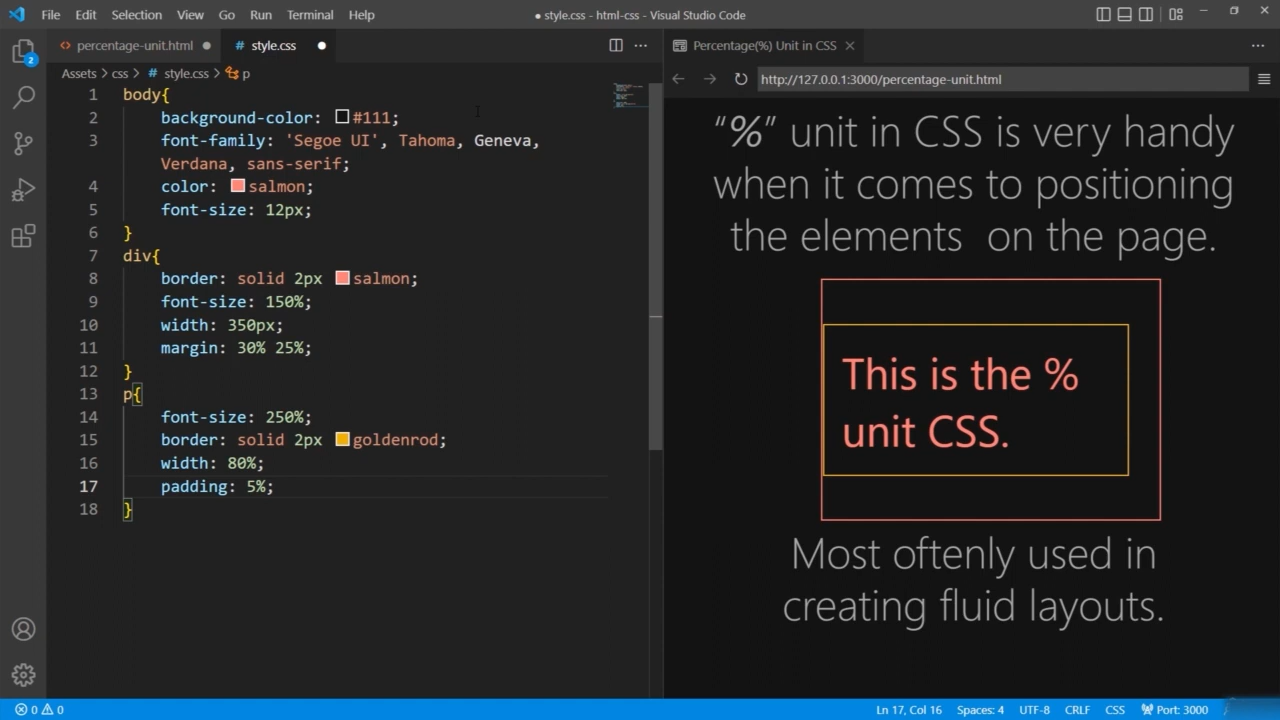 File Edit Selection View Go Run Terminal Help
● style.css - html-css - Visual Studio Code
percentage-unit.html
# style.css
Percentage(%) Unit in CSS
Assets > css > # style.css > p
http://127.0.0.1:3000/percentage-unit.html
2
1 body{
2 background-color: #111;
3 font-family: 'Segoe UI', Tahoma, Geneva,
Verdana, sans-serif;
4 color: salmon;
5 font-size: 12px;
6 }
7 div{
8 border: solid 2px salmon;
9 font-size: 150%;
10 width: 350px;
11 margin: 30% 25%;
12 }
13 p{
14 font-size: 250%;
15 border: solid 2px goldenrod;
16 width: 80%;
17 padding: 5%;
18 }
“%” unit in CSS is very handy
when it comes to positioning
the elements on the page.
This is the %
unit CSS.
Most oftenly used in
creating fluid layouts.
0 0
Ln 17, Col 16 Spaces: 4 UTF-8 CRLF CSS Port: 3000